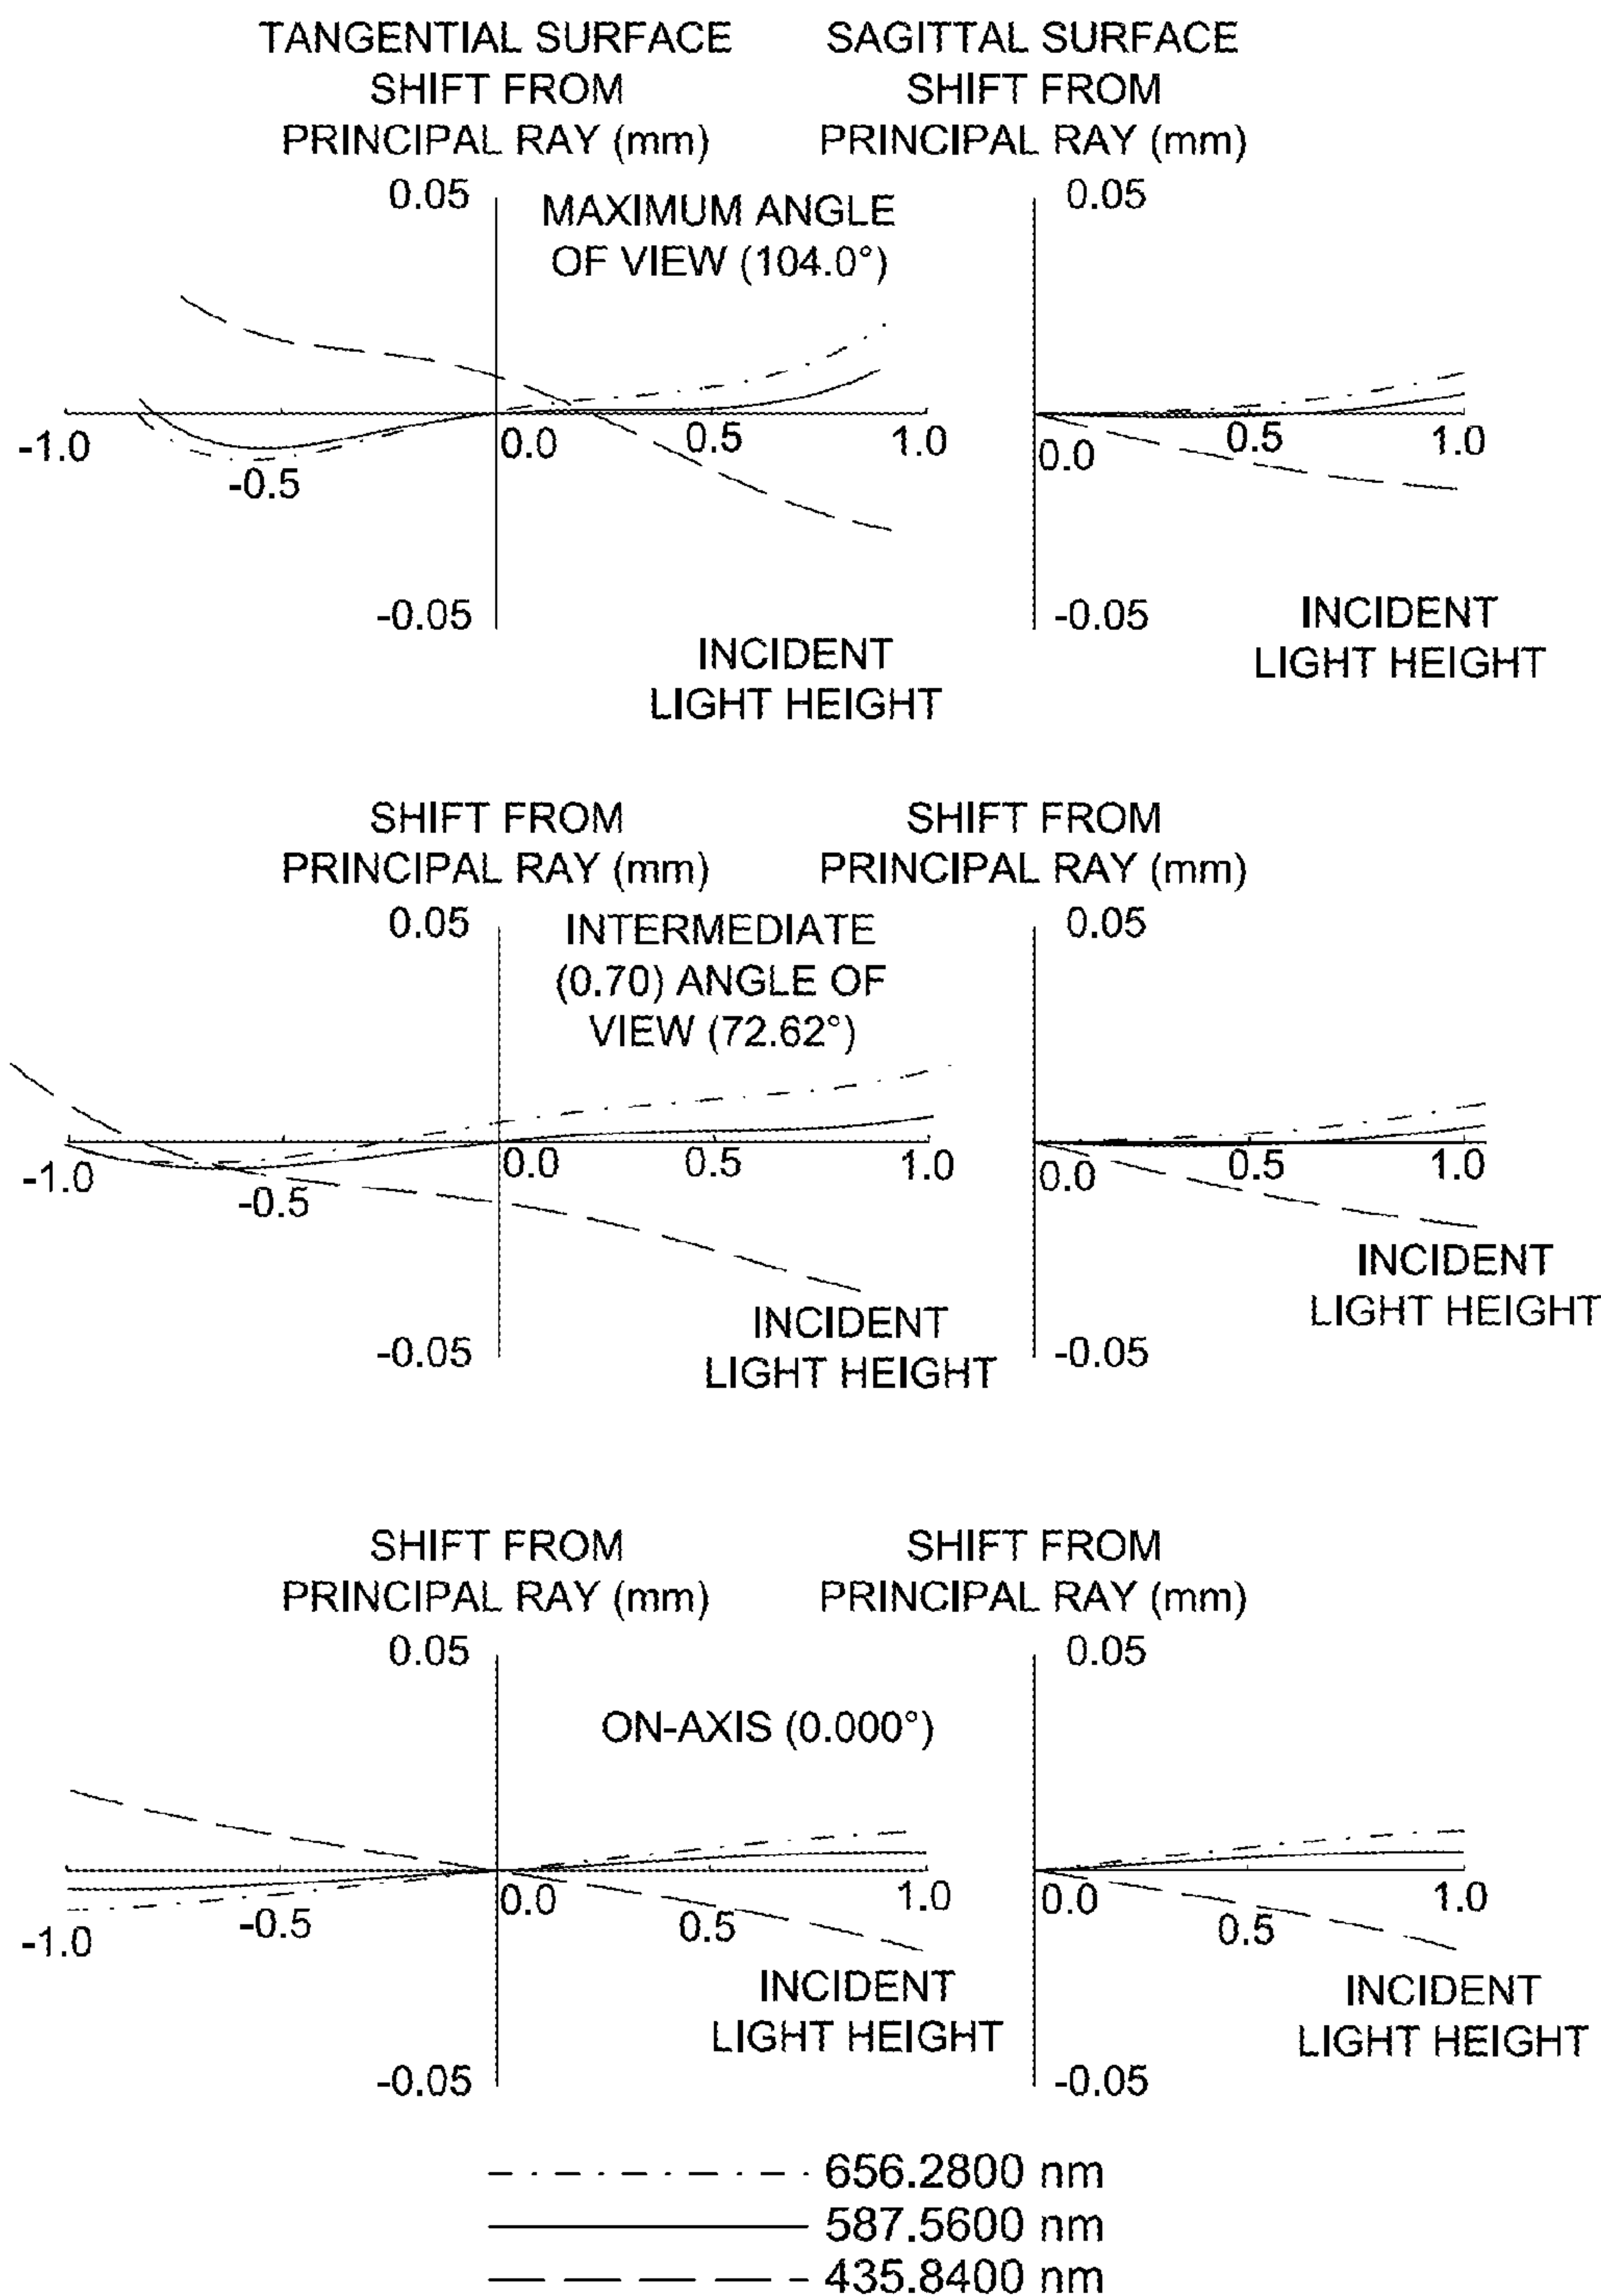 TANGENTIAL SURFACE
SHIFT FROM
PRINCIPAL RAY (mm)
SAGITTAL SURFACE
SHIFT FROM
PRINCIPAL RAY (mm)
0.05
MAXIMUM ANGLE
OF VIEW (104.0°)
-1.0
-0.5
0.0
0.5
1.0
-0.05
INCIDENT
LIGHT HEIGHT
0.05
0.0
0.5
1.0
-0.05
INCIDENT
LIGHT HEIGHT
SHIFT FROM
PRINCIPAL RAY (mm)
SHIFT FROM
PRINCIPAL RAY (mm)
0.05
INTERMEDIATE
(0.70) ANGLE OF
VIEW (72.62°)
-1.0
-0.5
0.0
0.5
1.0
-0.05
INCIDENT
LIGHT HEIGHT
0.05
0.0
0.5
1.0
-0.05
INCIDENT
LIGHT HEIGHT
SHIFT FROM
PRINCIPAL RAY (mm)
SHIFT FROM
PRINCIPAL RAY (mm)
0.05
ON-AXIS (0.000°)
-1.0
-0.5
0.0
0.5
1.0
-0.05
INCIDENT
LIGHT HEIGHT
0.05
0.0
0.5
1.0
-0.05
INCIDENT
LIGHT HEIGHT
656.2800 nm
587.5600 nm
435.8400 nm